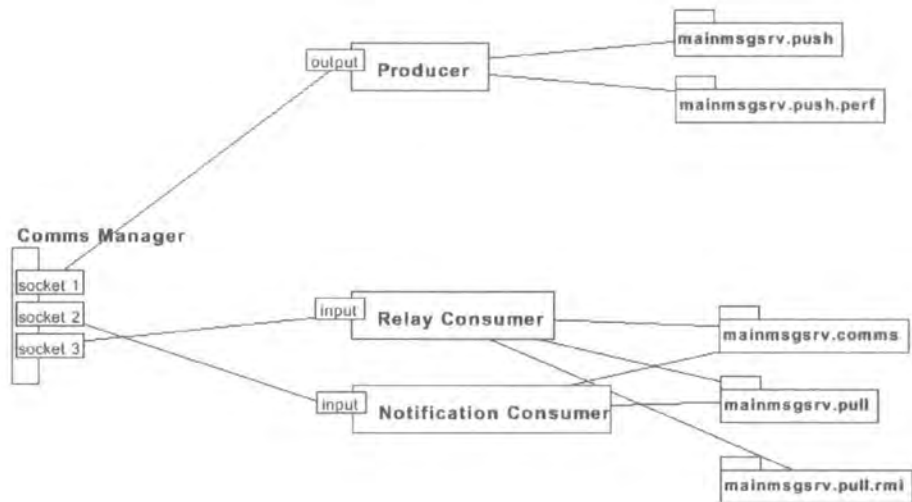 mainmsgsrv.push
output
Producer
mainmsgsrv.push.perf
Comms Manager
socket 1
socket 2
socket 3
input
Relay Consumer
mainmsgsrv.comms
input
Notification Consumer
mainmsgsrv.pull
mainmsgsrv.pull.rmi